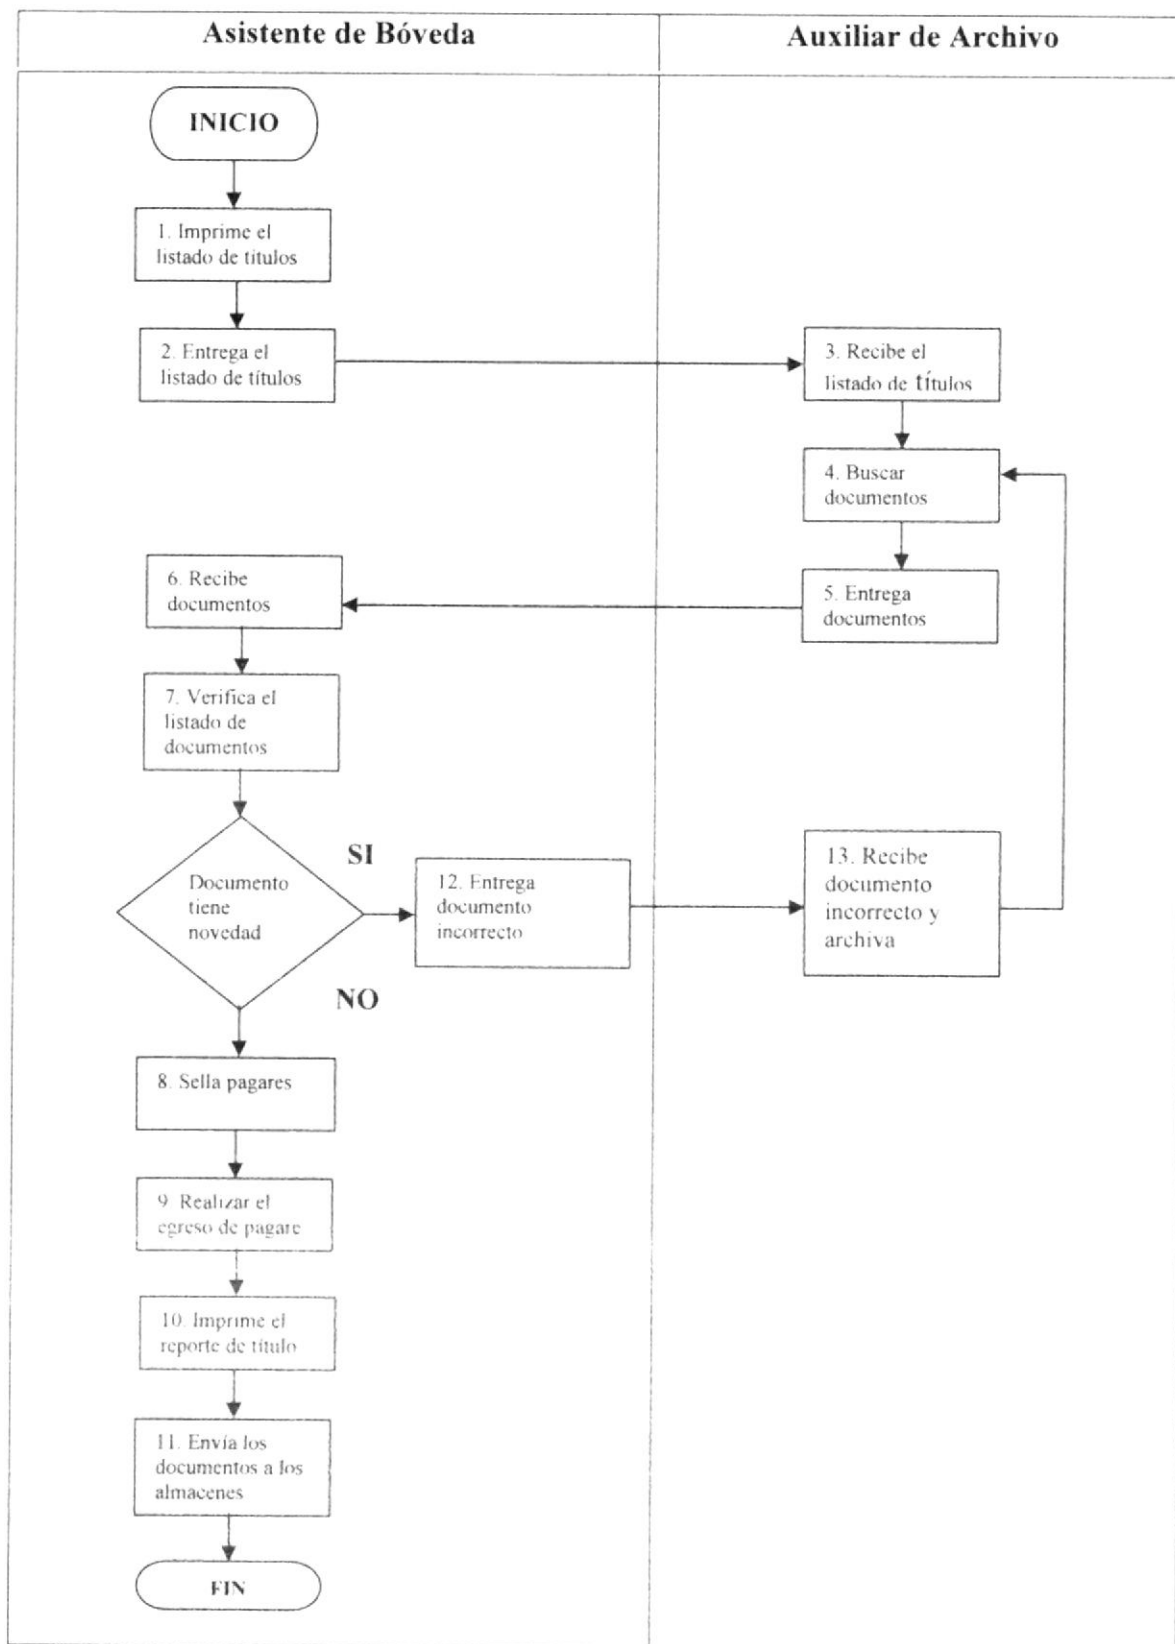 Asistente de Bóveda
Auxiliar de Archivo
INICIO
1. Imprime el
listado de titulos
2. Entrega el
listado de títulos
3. Recibe el
listado de títulos
4. Buscar
documentos
5. Entrega
documentos
6. Recibe
documentos
7. Verifica el
listado de
documentos
Documento
tiene
novedad
SI
NO
12. Entrega
documento
incorrecto
13. Recibe
documento
incorrecto y
archiva
8. Sella pagares
9. Realizar el
egreso de pagare
10. Imprime el
reporte de título
11. Envía los
documentos a los
almacenes
FIN